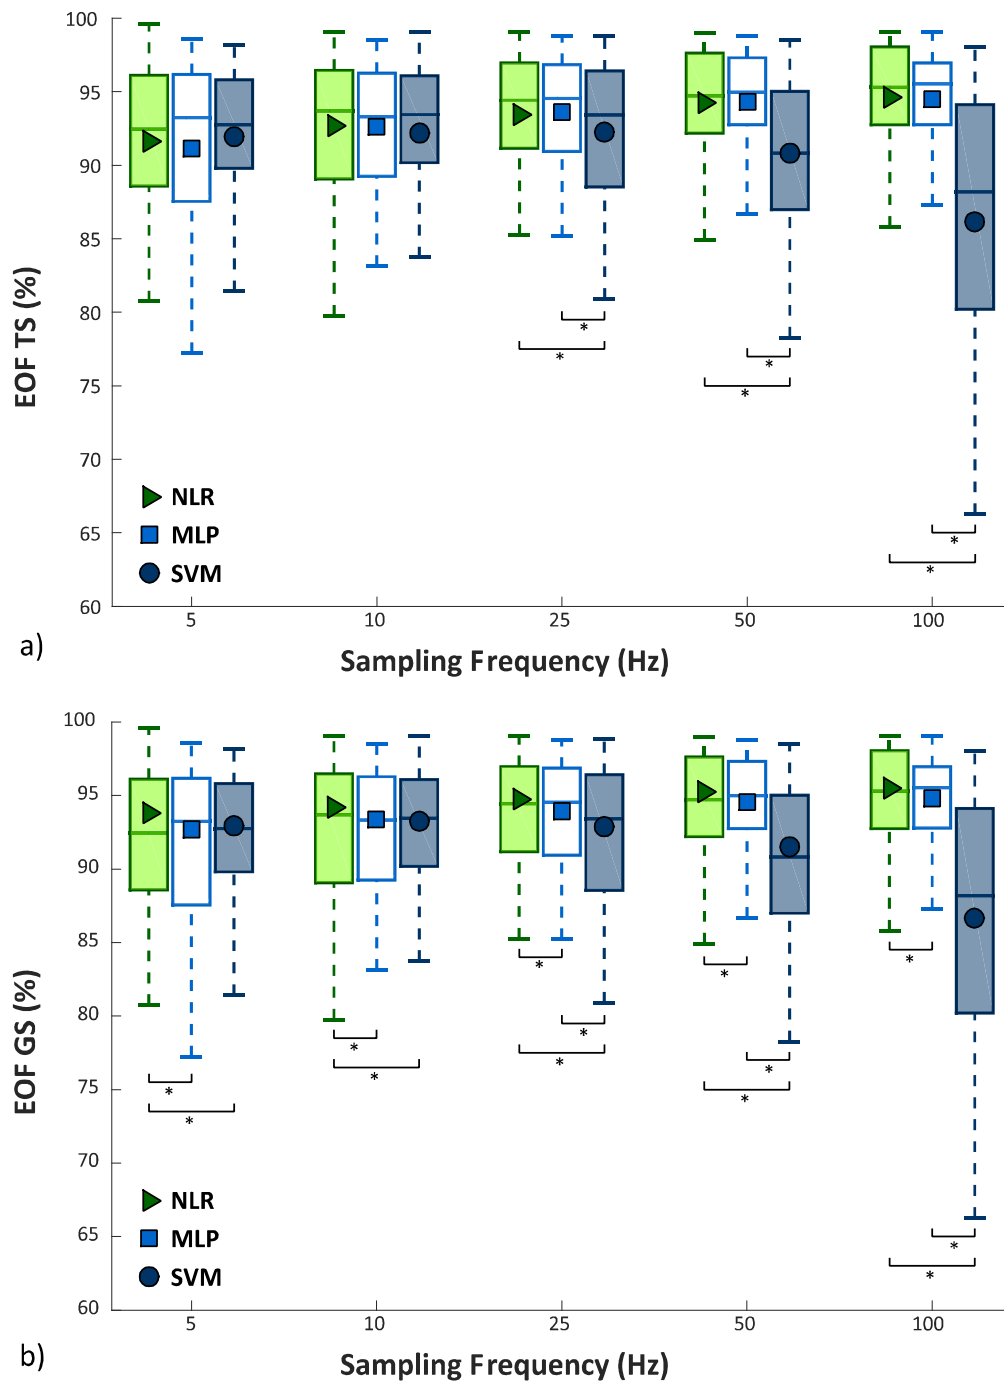 100
95
90
85
80
75
70
65
60
EOF TS (%)
* *
* *
* *
NLR
MLP
SVM
5 10 25 50 100
Sampling Frequency (Hz)
a)
100
95
90
85
80
75
70
65
60
EOF GS (%)
* * *
* * *
* * *
* * *
* *
NLR
MLP
SVM
5 10 25 50 100
Sampling Frequency (Hz)
b)